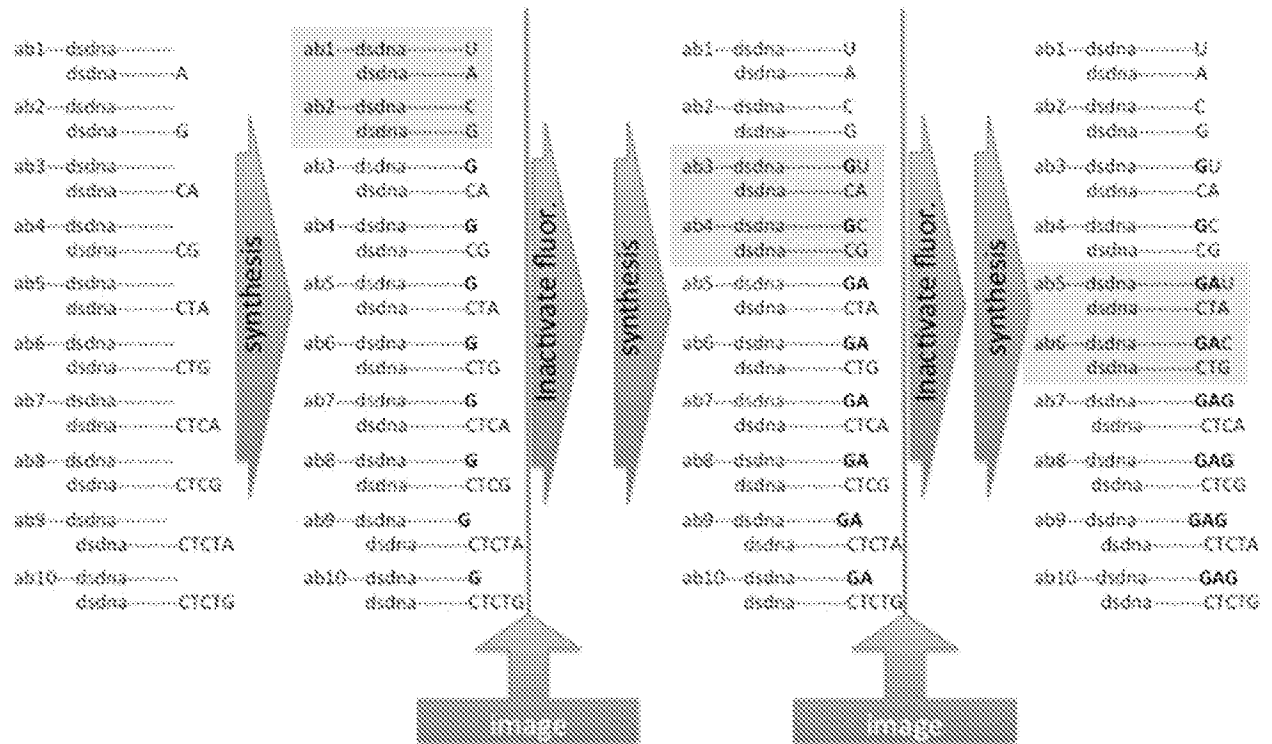 ab1---dsdna-----------
dsdna---------A
ab2---dsdna-----------
dsdna---------G
ab3---dsdna-----------
dsdna---------CA
ab4---dsdna-----------
dsdna---------CG
ab5---dsdna-----------
dsdna---------CTA
ab6---dsdna-----------
dsdna---------CTG
ab7---dsdna-----------
dsdna---------CTCA
ab8---dsdna-----------
dsdna---------CTCG
ab9---dsdna-----------
dsdna---------CTCTA
ab10---dsdna-----------
dsdna---------CTCTG
synthesis
ab1---dsdna---------U
dsdna---------A
ab2---dsdna---------C
dsdna---------G
ab3---dsdna---------G
dsdna---------CA
ab4---dsdna---------G
dsdna---------CG
ab5---dsdna---------G
dsdna---------CTA
ab6---dsdna---------G
dsdna---------CTG
ab7---dsdna---------G
dsdna---------CTCA
ab8---dsdna---------G
dsdna---------CTCG
ab9---dsdna---------G
dsdna---------CTCTA
ab10---dsdna---------G
dsdna---------CTCTG
image
Inactivate fluor.
synthesis
ab1---dsdna---------U
dsdna---------A
ab2---dsdna---------C
dsdna---------G
ab3---dsdna---------GU
dsdna---------CA
ab4---dsdna---------GC
dsdna---------CG
ab5---dsdna---------GA
dsdna---------CTA
ab6---dsdna---------GA
dsdna---------CTG
ab7---dsdna---------GA
dsdna---------CTCA
ab8---dsdna---------GA
dsdna---------CTCG
ab9---dsdna---------GA
dsdna---------CTCTA
ab10---dsdna---------GA
dsdna---------CTCTG
image
Inactivate fluor.
synthesis
ab1---dsdna---------U
dsdna---------A
ab2---dsdna---------C
dsdna---------G
ab3---dsdna---------GU
dsdna---------CA
ab4---dsdna---------GC
dsdna---------CG
ab5---dsdna---------GAU
dsdna---------CTA
ab6---dsdna---------GAC
dsdna---------CTG
ab7---dsdna---------GAG
dsdna---------CTCA
ab8---dsdna---------GAG
dsdna---------CTCG
ab9---dsdna---------GAG
dsdna---------CTCTA
ab10---dsdna---------GAG
dsdna---------CTCTG